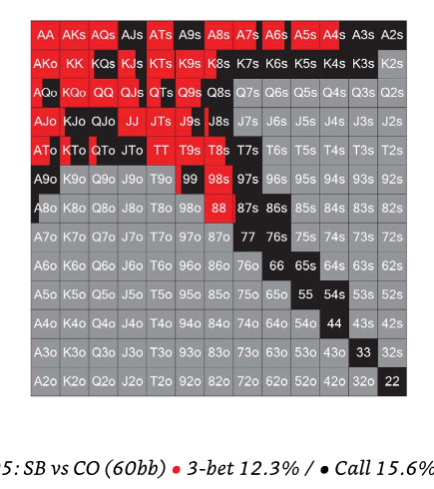 AA AKs AQs AJs ATs A9s A8s A7s A6s A5s A4s A3s A2s
AKo KK KQs KJs KTs K9s K8s K7s K6s K5s K4s K3s K2s
AQo KQo QQ QJs QTs Q9s Q8s Q7s Q6s Q5s Q4s Q3s Q2s
AJo KJo QJo JJ JTs J9s J8s J7s J6s J5s J4s J3s J2s
ATo KTo QTo JTo TT T9s T8s T7s T6s T5s T4s T3s T2s
A9o K9o Q9o J9o T9o 99 98s 97s 96s 95s 94s 93s 92s
A8o K8o Q8o J8o T8o 98o 88 87s 86s 85s 84s 83s 82s
A7o K7o Q7o J7o T7o 97o 87o 77 76s 75s 74s 73s 72s
A6o K6o Q6o J6o T6o 96o 86o 76o 66 65s 64s 63s 62s
A5o K5o Q5o J5o T5o 95o 85o 75o 65o 55 54s 53s 52s
A4o K4o Q4o J4o T4o 94o 84o 74o 64o 54o 44 43s 42s
A3o K3o Q3o J3o T3o 93o 83o 73o 63o 53o 43o 33 32s
A2o K2o Q2o J2o T2o 92o 82o 72o 62o 52o 42o 32o 22
5: SB vs CO (60bb) • 3-bet 12.3% / • Call 15.6%